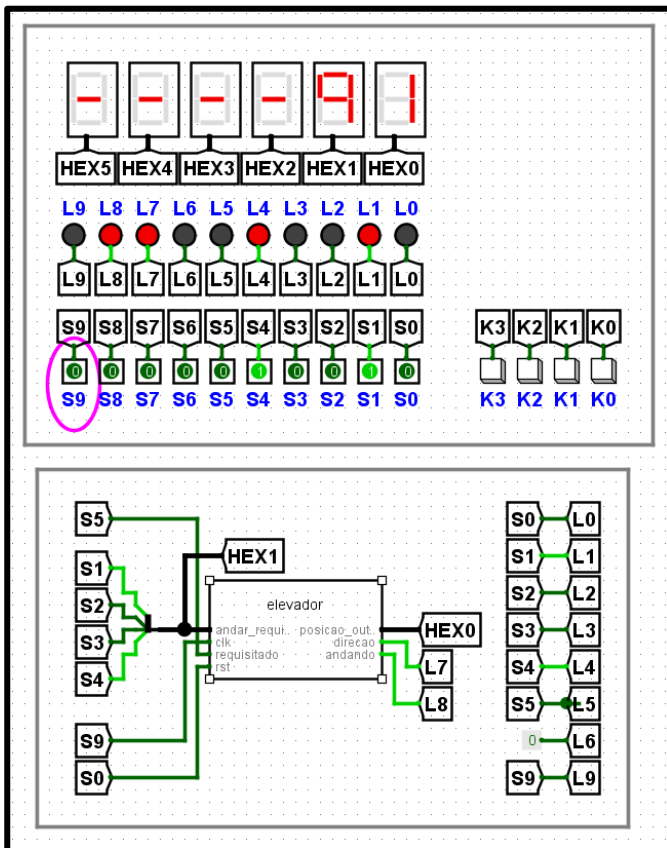 9 1
HEX5 HEX4 HEX3 HEX2 HEX1 HEX0
L9 L8 L7 L6 L5 L4 L3 L2 L1 L0
L9 L8 L7 L6 L5 L4 L3 L2 L1 L0
S9 S8 S7 S6 S5 S4 S3 S2 S1 S0 K3 K2 K1 K0
0 0 0 0 0 1 0 0 1 0
S9 S8 S7 S6 S5 S4 S3 S2 S1 S0 K3 K2 K1 K0
S5 S0 L0
HEX1
S1 S1 L1
elevador
S2 S2 L2
andar_requi.. posicao_out.. HEX0
S3 S3 L3
clk direcao
requisitado andando
rst
L7
S4 S4 L4
L8 S5 L5
S9 0 L6
S0 S9 L9